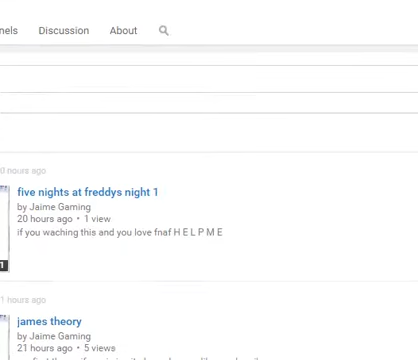 nels Discussion About
0 hours ago
five nights at freddys night 1
by Jaime Gaming
20 hours ago • 1 view
if you waching this and you love fnaf H E L P M E
1
1 hours ago
james theory
by Jaime Gaming
21 hours ago • 5 views